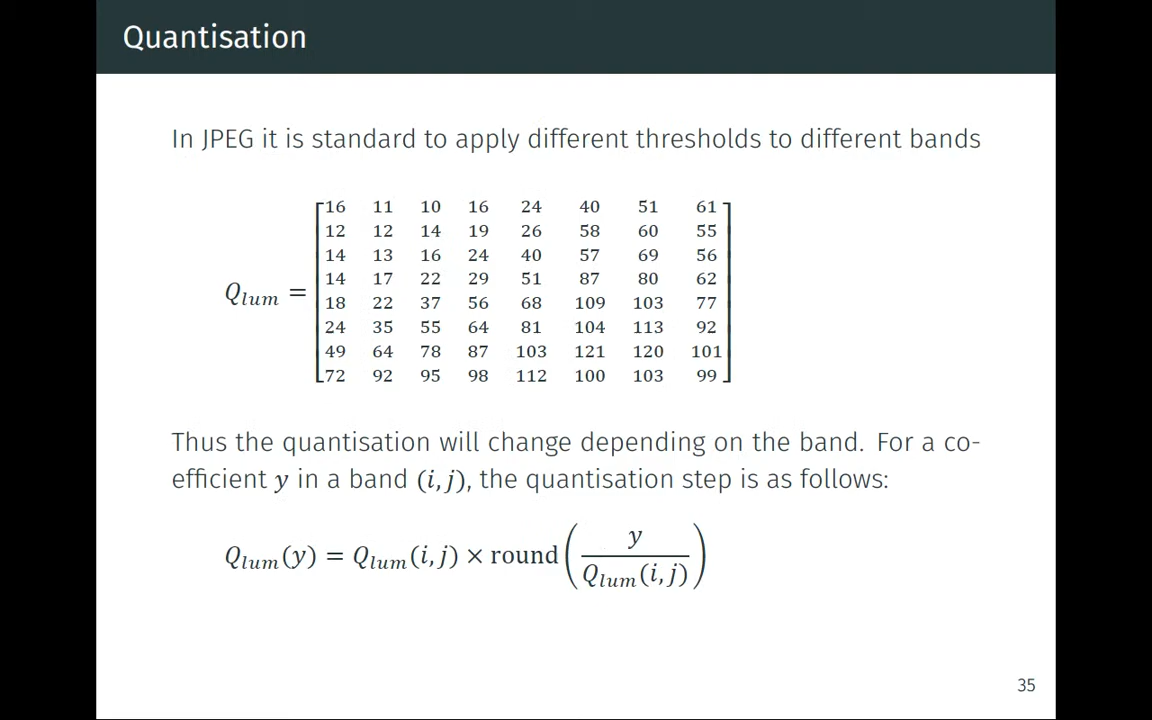 Quantisation
In JPEG it is standard to apply different thresholds to different bands
16 11 10 16 24 40 51 61
12 12 14 19 26 58 60 55
14 13 16 24 40 57 69 56
14 17 22 29 51 87 80 62
Q_lum =
18 22 37 56 68 109 103 77
24 35 55 64 81 104 113 92
49 64 78 87 103 121 120 101
72 92 95 98 112 100 103 99
Thus the quantisation will change depending on the band. For a co-
efficient y in a band (i, j), the quantisation step is as follows:
Q_lum(y) = Q_lum(i, j) × round(y / Q_lum(i, j))
35